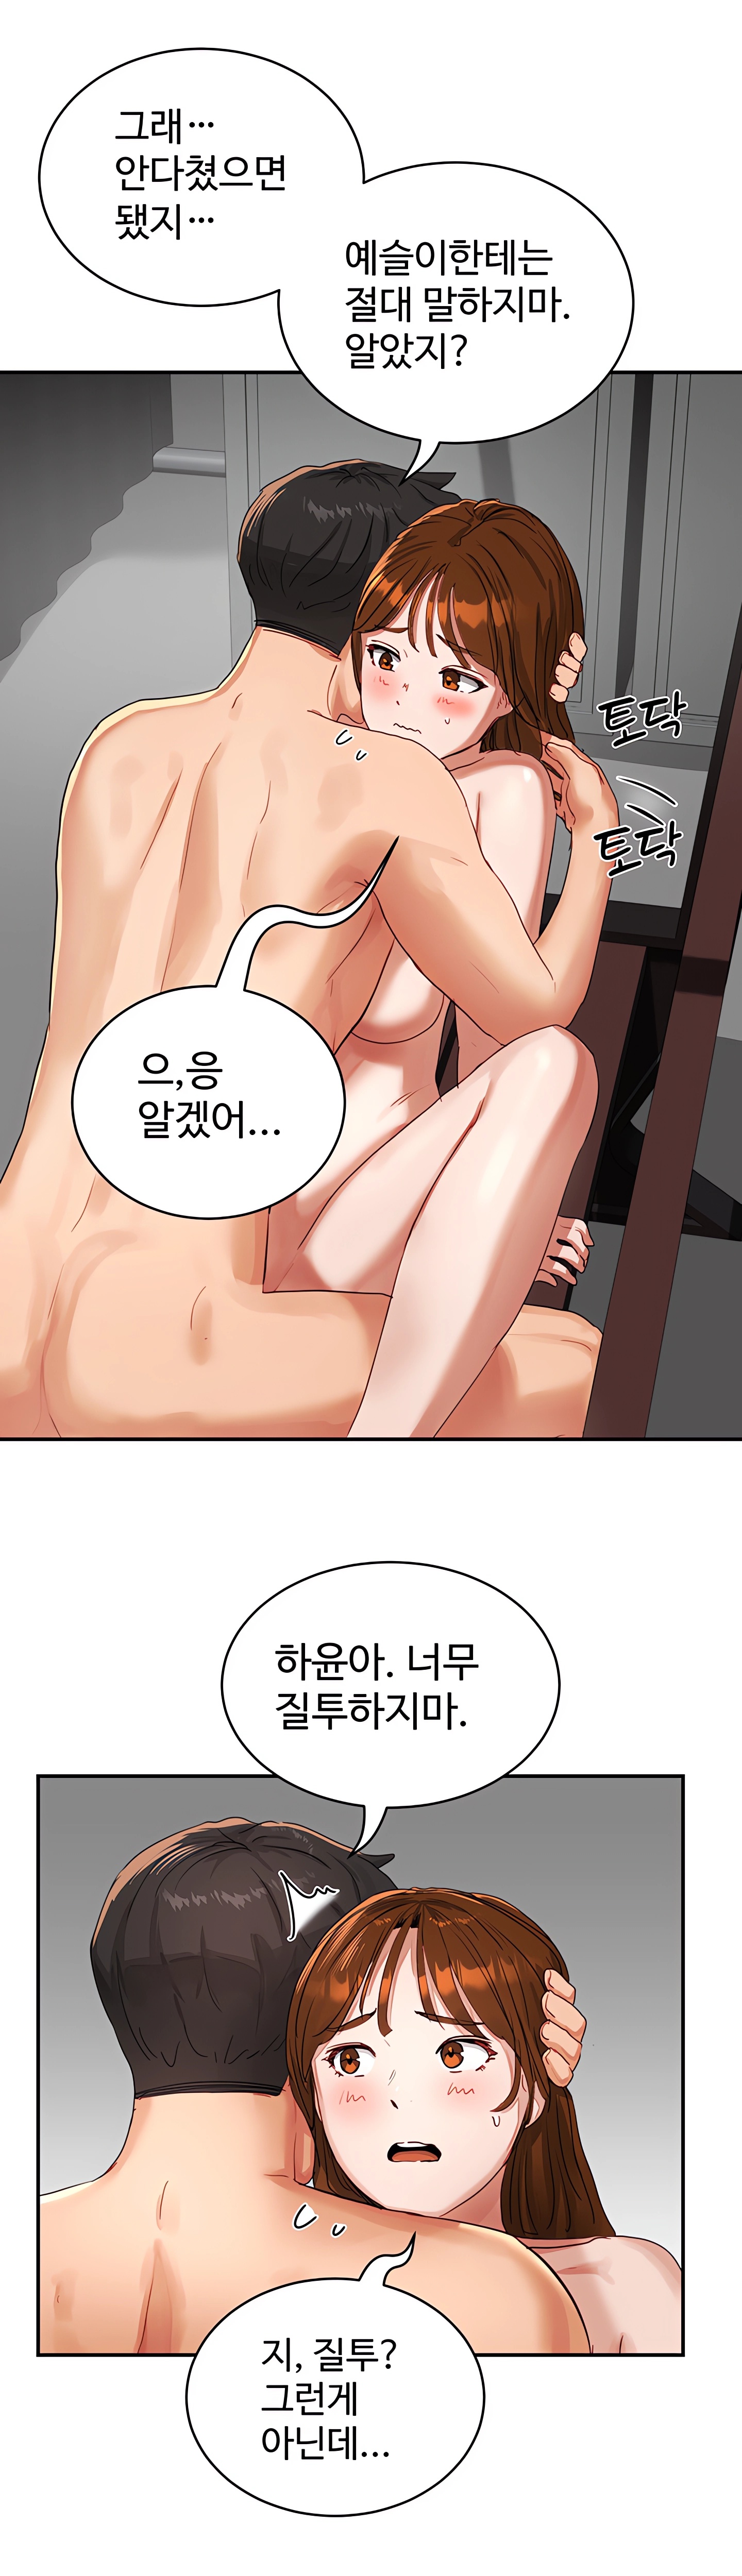 그래…
안다쳤으면
됐지…
예슬이한테는
절대 말하지마.
알았지?
토닥
토닥
으,응
알겠어...
하윤아. 너무
질투하지마.
지, 질투?
그런게
아닌데...